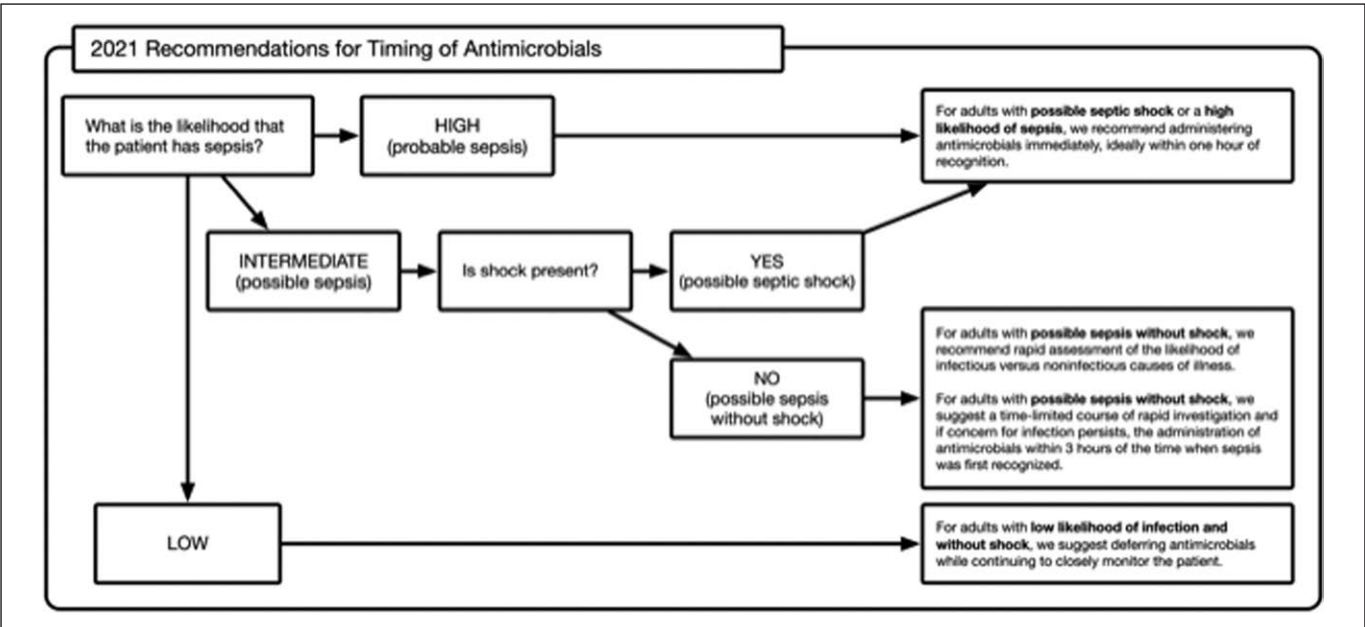 2021 Recommendations for Timing of Antimicrobials
What is the likelihood that
the patient has sepsis?
HIGH
(probable sepsis)
For adults with possible septic shock or a high
likelihood of sepsis, we recommend administering
antimicrobials immediately, ideally within one hour of
recognition.
INTERMEDIATE
(possible sepsis)
Is shock present?
YES
(possible septic shock)
NO
(possible sepsis
without shock)
For adults with possible sepsis without shock, we
recommend rapid assessment of the likelihood of
infectious versus noninfectious causes of illness.
For adults with possible sepsis without shock, we
suggest a time-limited course of rapid investigation and
if concern for infection persists, the administration of
antimicrobials within 3 hours of the time when sepsis
was first recognized.
LOW
For adults with low likelihood of infection and
without shock, we suggest deferring antimicrobials
while continuing to closely monitor the patient.